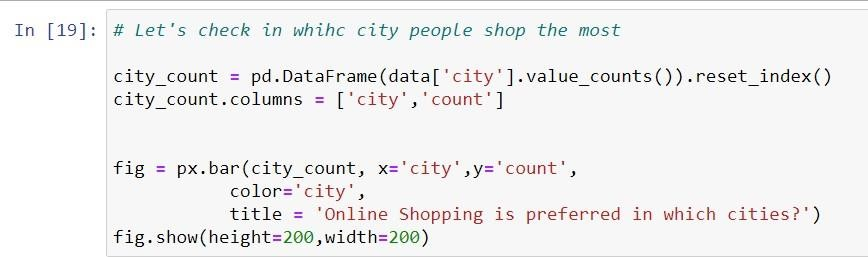 In [19]: # Let's check in whihc city people shop the most
city_count = pd.DataFrame(data['city'].value_counts()).reset_index()
city_count.columns = ['city','count']
fig = px.bar(city_count, x='city',y='count',
color='city',
title = 'Online Shopping is preferred in which cities?')
fig.show(height=200,width=200)